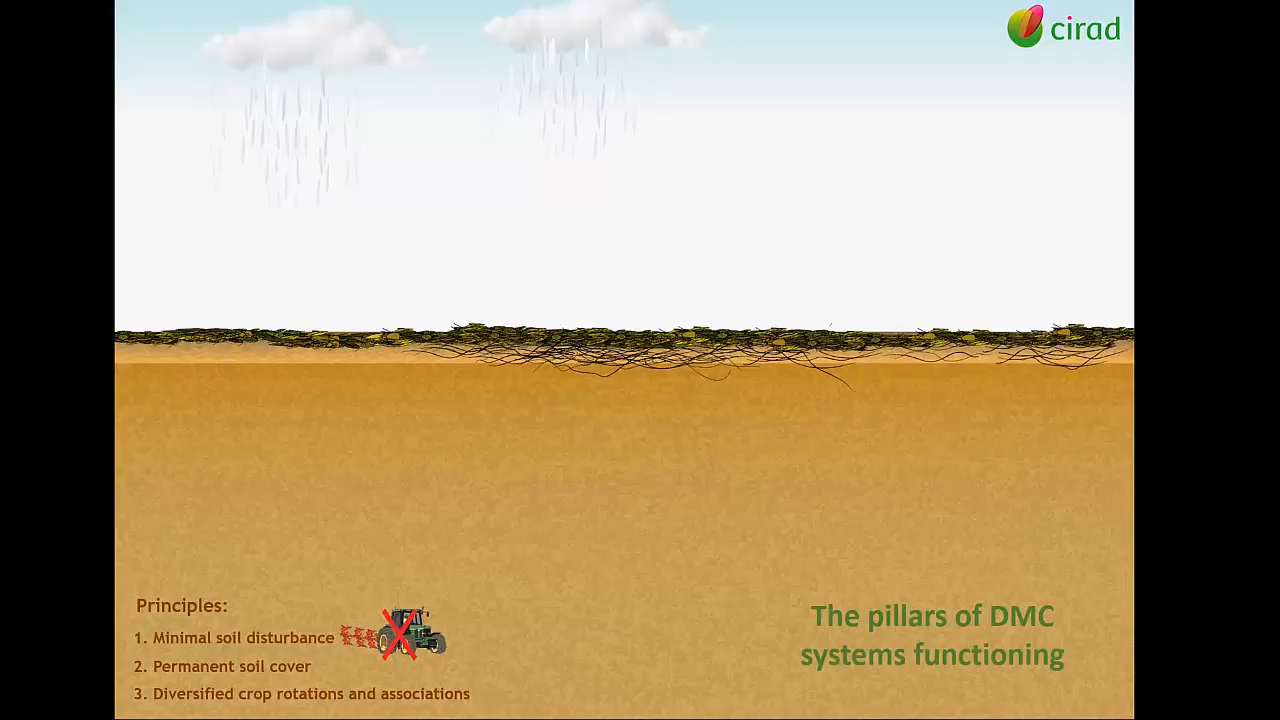 cirad
Principles:
1. Minimal soil disturbance
2. Permanent soil cover
3. Diversified crop rotations and associations
The pillars of DMC
systems functioning